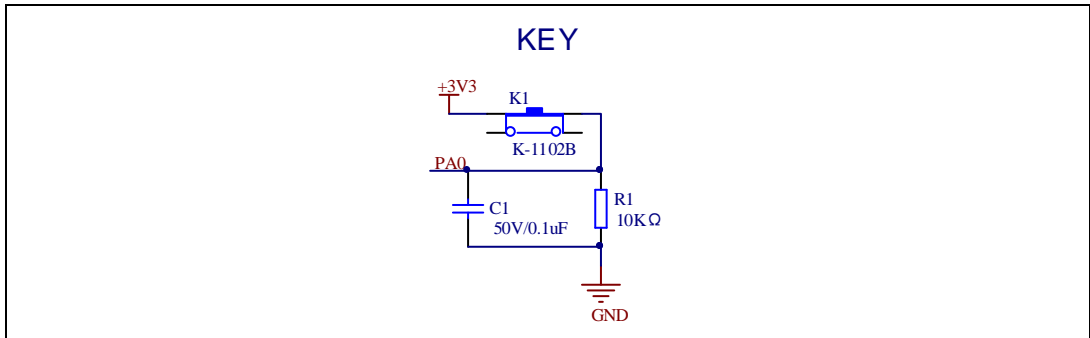 KEY
+3V3
K1
K-1102B
PA0
R1
10KΩ
C1
50V/0.1uF
GND